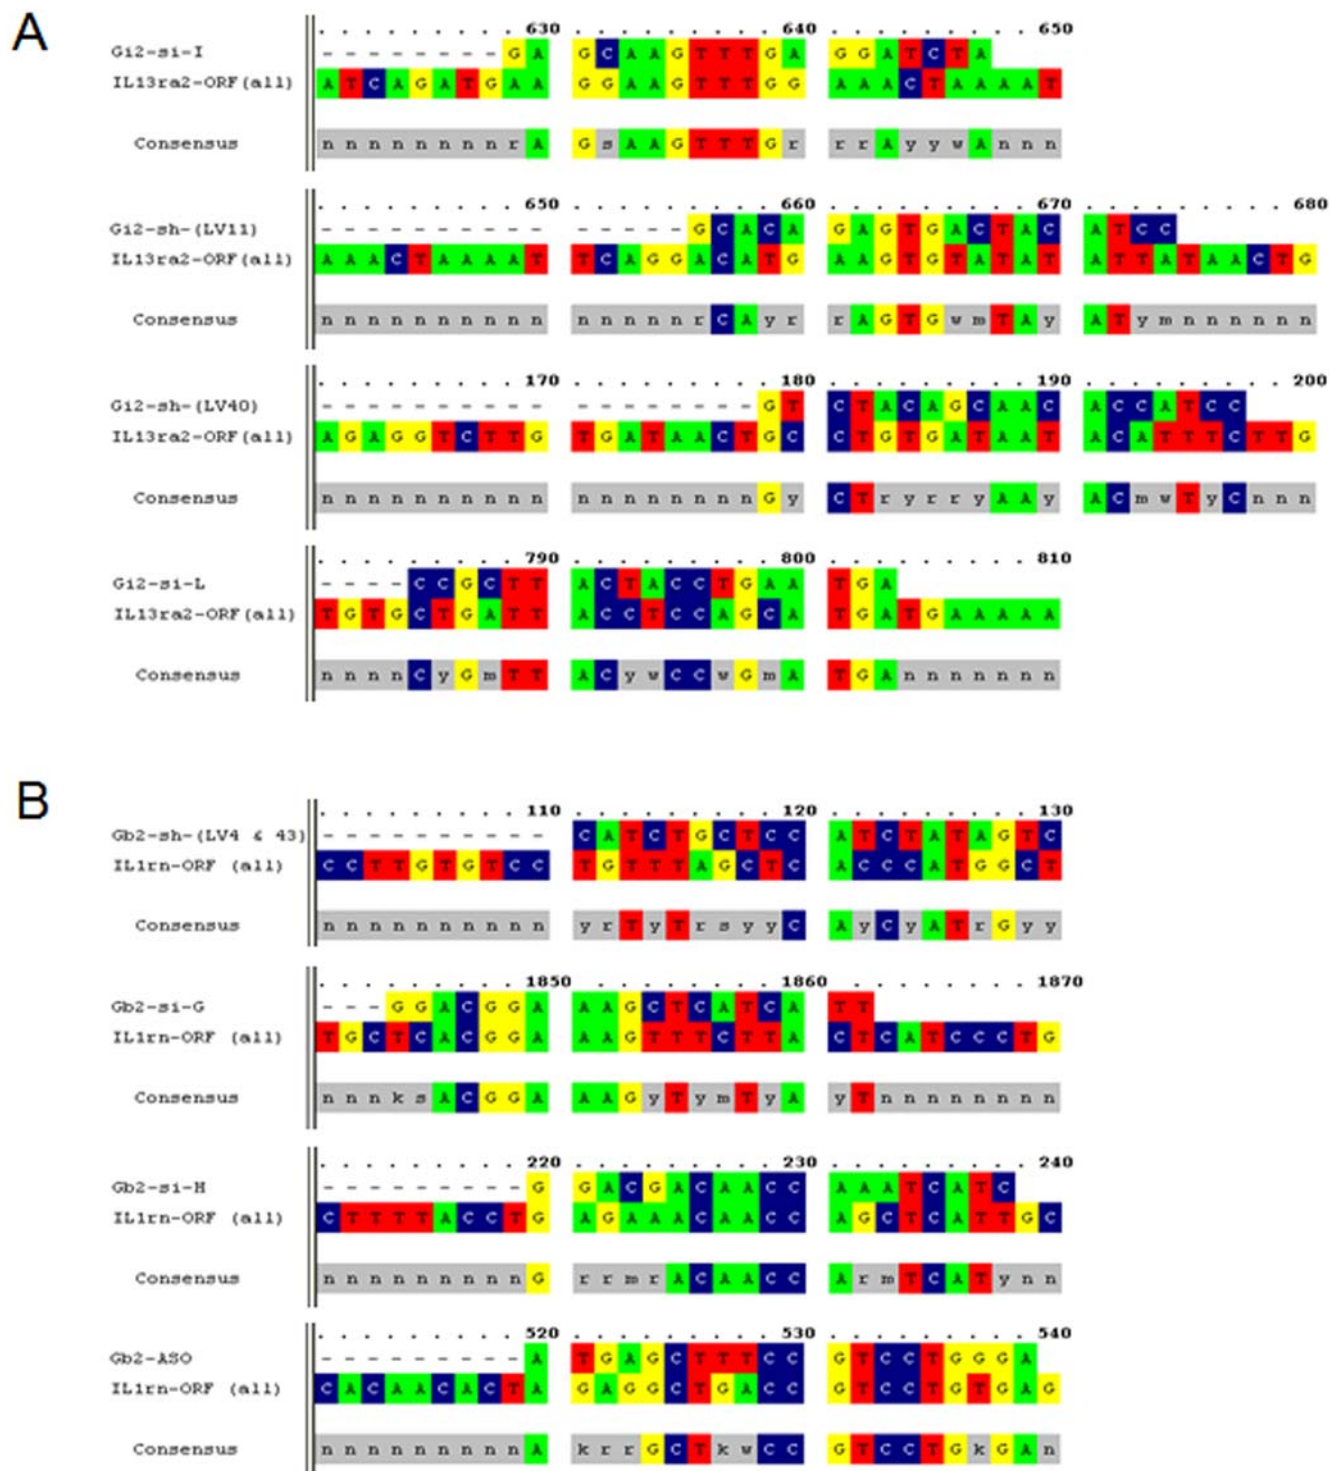 A
. . . . . . . . . 630 . . . . . . . . . 640 . . . . . . . . . 650
Gi2-si-I - - - - - - - - G A G C A A G T T T G A G G A T C T A
IL13ra2-ORF(all) A T C A G A T G A A G G A A G T T T G G A A A C T A A A A T
Consensus n n n n n n n n r A G s A A G T T T G r r r A y y w A n n n
. . . . . . . . . 650 . . . . . . . . . 660 . . . . . . . . . 670 . . . . . . . . . 680
Gi2-sh-(LV11) - - - - - - - - - - - - - - - G C A C A G A G T G A C T A C A T C C
IL13ra2-ORF(all) A A A C T A A A A T T C A G G A C A T G A A G T G T A T A T A T T A T A A C T G
Consensus n n n n n n n n n n n n n n n r C A y r r A G T G w m T A y A T y m n n n n n n
. . . . . . . . . 170 . . . . . . . . . 180 . . . . . . . . . 190 . . . . . . . . . 200
Gi2-sh-(LV40) - - - - - - - - - - - - - - - - - - G T C T A C A G C A A C A C C A T C C
IL13ra2-ORF(all) A G A G G T C T T G T G A T A A C T G C C T G T G A T A A T A C A T T T C T T G
Consensus n n n n n n n n n n n n n n n n n n G y C T r y r r y A A y A C m w T y C n n n
. . . . . . . . . 790 . . . . . . . . . 800 . . . . . . . . . 810
Gi2-si-L - - - - C C G C T T A C T A C C T G A A T G A
IL13ra2-ORF(all) T G T G C T G A T T A C C T C C A G C A T G A T G A A A A A
Consensus n n n n C y G m T T A C y w C C w G m A T G A n n n n n n n
B
. . . . . . . . . 110 . . . . . . . . . 120 . . . . . . . . . 130
Gb2-sh-(LV4 & 43) - - - - - - - - - - C A T C T G C T C C A T C T A T A G T C
IL1rn-ORF (all) C C T T G T G T C C T G T T T A G C T C A C C C A T G G C T
Consensus n n n n n n n n n n y r T y T r s y y C A y C y A T r G y y
. . . . . . . . . 1850 . . . . . . . . . 1860 . . . . . . . . . 1870
Gb2-si-G - - - G G A C G G A A A G C T C A T C A T T
IL1rn-ORF (all) T G C T C A C G G A A A G T T T C T T A C T C A T C C C T G
Consensus n n n k s A C G G A A A G y T y m T y A y T n n n n n n n n
. . . . . . . . . 220 . . . . . . . . . 230 . . . . . . . . . 240
Gb2-si-H - - - - - - - - - G G A C G A C A A C C A A A T C A T C
IL1rn-ORF (all) C T T T T A C C T G A G A A A C A A C C A G C T C A T T G C
Consensus n n n n n n n n n G r r m r A C A A C C A r m T C A T y n n
. . . . . . . . . 520 . . . . . . . . . 530 . . . . . . . . . 540
Gb2-ASO - - - - - - - - - A T G A G C T T T C C G T C C T G G G A
IL1rn-ORF (all) C A C A A C A C T A G A G G C T G A C C G T C C T G T G A G
Consensus n n n n n n n n n A k r r G C T k w C C G T C C T G k G A n